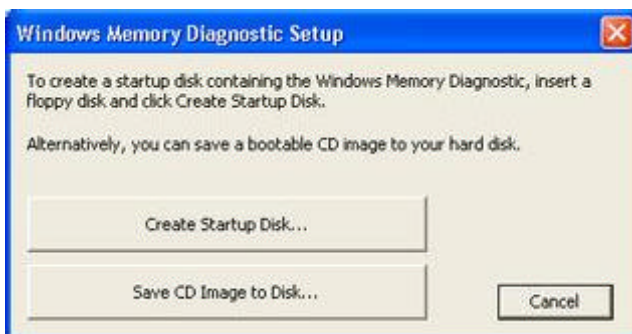 Windows Memory Diagnostic Setup
To create a startup disk containing the Windows Memory Diagnostic, insert a
floppy disk and click Create Startup Disk.
Alternatively, you can save a bootable CD image to your hard disk.
Create Startup Disk...
Save CD Image to Disk...
Cancel